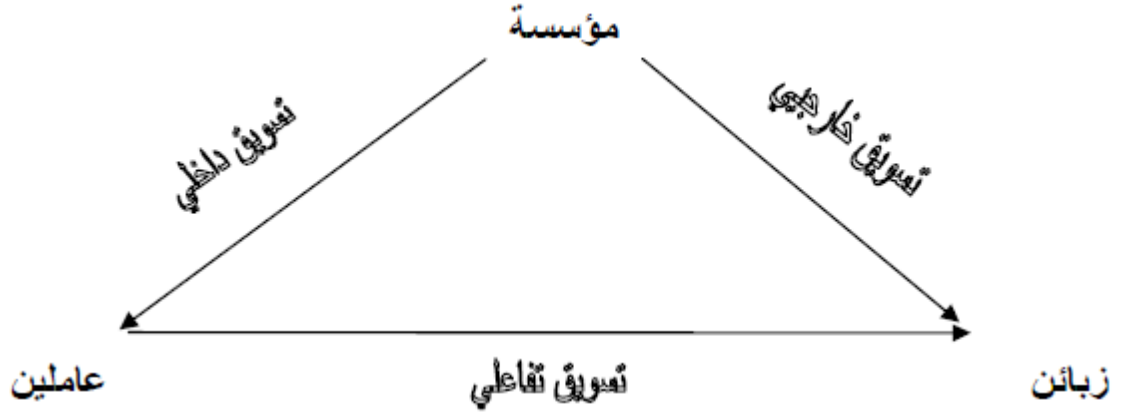 مؤسسة
تسويق خارجي
تسويق داخلي
زبائن
تسويق تفاعلي
عاملين